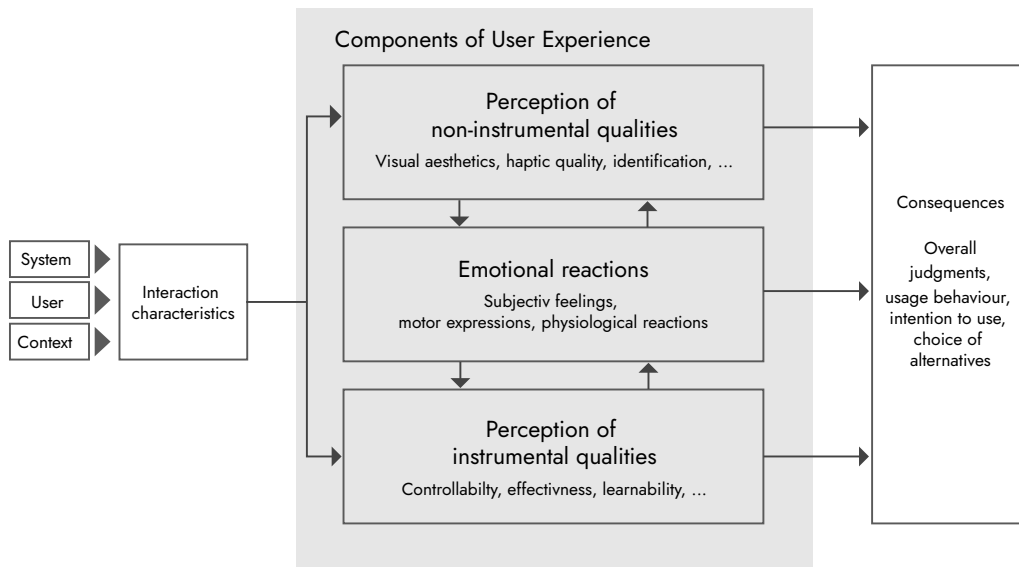 Components of User Experience
Perception of
non-instrumental qualities
Visual aesthetics, haptic quality, identification, ...
System
User
Context
Interaction
characteristics
Emotional reactions
Subjectiv feelings,
motor expressions, physiological reactions
Perception of
instrumental qualities
Controllabilty, effectivness, learnability, ...
Consequences
Overall
judgments,
usage behaviour,
intention to use,
choice of
alternatives